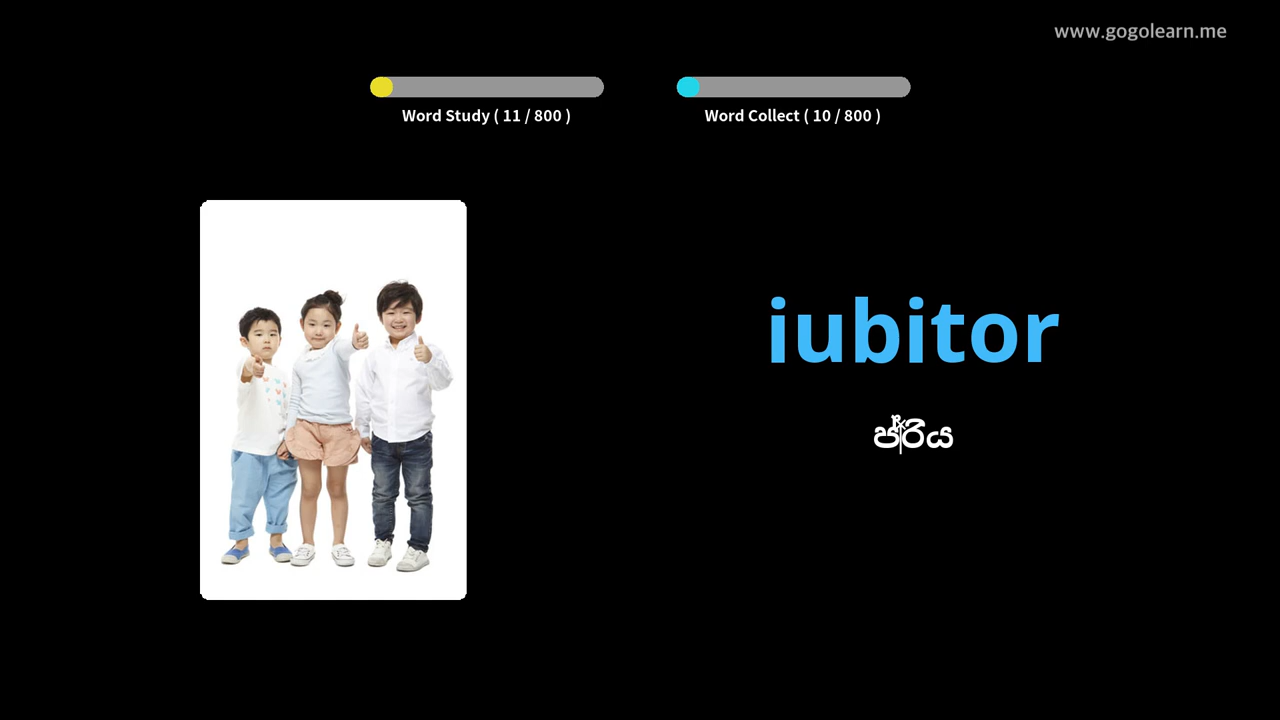 www.gogolearn.me
Word Study ( 11 / 800 )
Word Collect ( 10 / 800 )
iubitor
ප්‍රිය